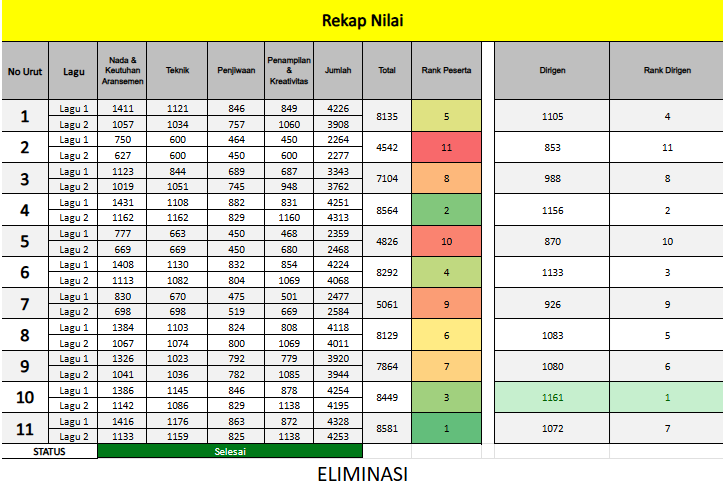 Rekap Nilai
No Urut Lagu Nada & Keutuhan Aransemen Teknik Penjiwaan Penampilan & Kreativitas Jumlah Total Rank Peserta Dirigen Rank Dirigen
1 Lagu 1 1411 1121 846 849 4226 8135 5 1105 4
Lagu 2 1057 1034 757 1060 3908
2 Lagu 1 750 600 464 450 2264 4542 11 853 11
Lagu 2 627 600 450 600 2277
3 Lagu 1 1123 844 689 687 3343 7104 8 988 8
Lagu 2 1019 1051 745 948 3762
4 Lagu 1 1431 1108 882 831 4251 8564 2 1156 2
Lagu 2 1162 1162 829 1160 4313
5 Lagu 1 777 663 450 468 2359 4826 10 870 10
Lagu 2 669 669 450 680 2468
6 Lagu 1 1408 1130 832 854 4224 8292 4 1133 3
Lagu 2 1113 1082 804 1069 4068
7 Lagu 1 830 670 475 501 2477 5061 9 926 9
Lagu 2 698 698 519 669 2584
8 Lagu 1 1384 1103 824 808 4118 8129 6 1083 5
Lagu 2 1067 1074 800 1069 4011
9 Lagu 1 1326 1023 792 779 3920 7864 7 1080 6
Lagu 2 1041 1036 782 1085 3944
10 Lagu 1 1386 1145 846 878 4254 8449 3 1161 1
Lagu 2 1142 1086 829 1138 4195
11 Lagu 1 1416 1176 863 872 4328 8581 1 1072 7
Lagu 2 1133 1159 825 1138 4253
STATUS Selesai
ELIMINASI